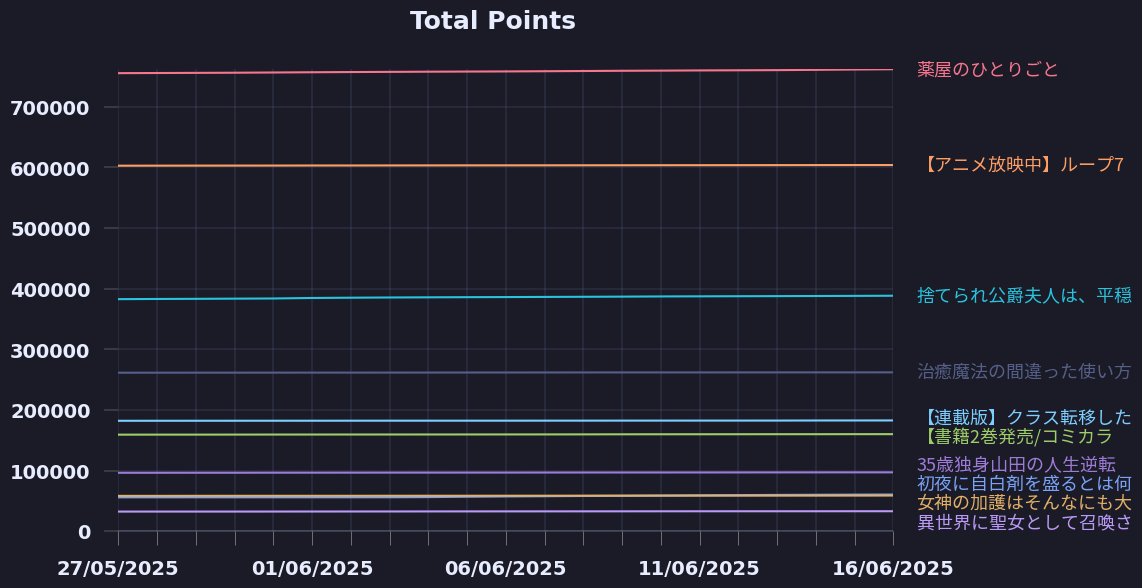 Total Points
薬屋のひとりごと
700000
【アニメ放映中】ループ7
600000
500000
400000
捨てられ公爵夫人は、平穏
300000
治癒魔法の間違った使い方
200000
【連載版】クラス転移した
【書籍2巻発売/コミカラ
100000
35歳独身山田の人生逆転
初夜に自白剤を盛るとは何
女神の加護はそんなにも大
異世界に聖女として召喚さ
0
27/05/2025 01/06/2025 06/06/2025 11/06/2025 16/06/2025